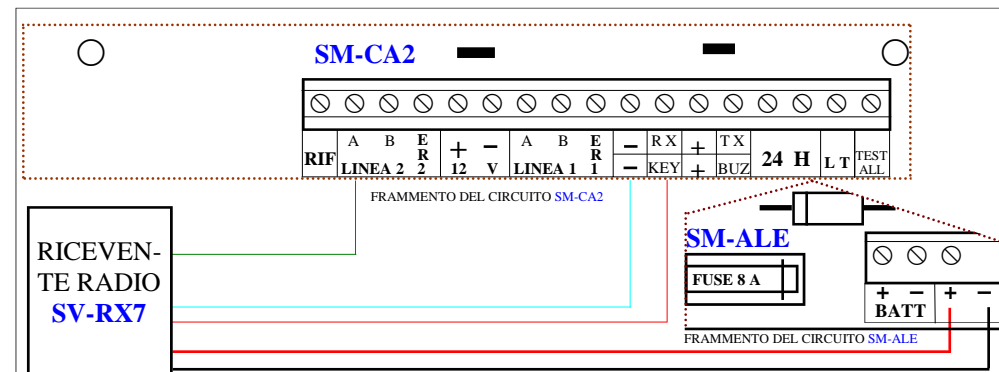 SM-CA2
RIF A B E R 2 + - A B E R 1 - RX + TX 24 H L T TEST ALL
LINEA 2 12 V LINEA 1 - KEY + BUZ
FRAMMENTO DEL CIRCUITO SM-CA2
RICEVEN-
TE RADIO
SV-RX7
SM-ALE
FUSE 8 A
+ - + -
BATT
FRAMMENTO DEL CIRCUITO SM-ALE